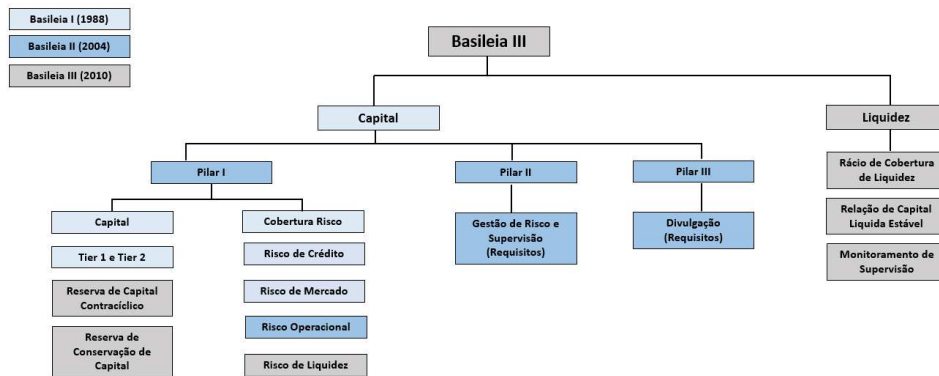 Basileia I (1988)
Basileia II (2004)
Basileia III (2010)
Basileia III
Capital
Liquidez
Pilar I
Pilar II
Pilar III
Capital
Tier 1 e Tier 2
Reserva de Capital
Contracíclico
Reserva de
Conservação de
Capital
Cobertura Risco
Risco de Crédito
Risco de Mercado
Risco Operacional
Risco de Liquidez
Gestão de Risco e
Supervisão
(Requisitos)
Divulgação
(Requisitos)
Rácio de Cobertura
de Liquidez
Relação de Capital
Liquida Estável
Monitoramento de
Supervisão